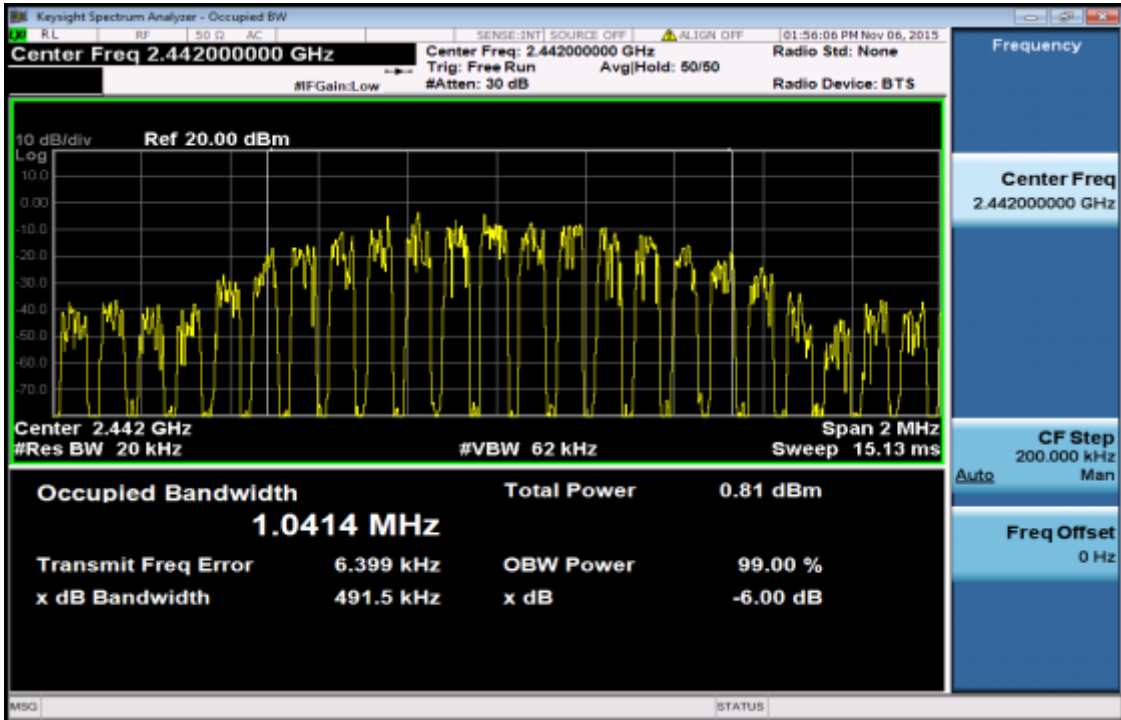 Keysight Spectrum Analyzer - Occupied BW
RL RF 50 Ω AC SENSE:INT SOURCE OFF ALIGN OFF 01:56:06 PM Nov 06, 2015
Center Freq 2.442000000 GHz
Center Freq: 2.442000000 GHz Radio Std: None
Trig: Free Run Avg|Hold: 50/50
#IFGain:Low #Atten: 30 dB Radio Device: BTS
Frequency
10 dB/div Ref 20.00 dBm
Log
10.0
0.00
-10.0
-20.0
-30.0
-40.0
-50.0
-60.0
-70.0
Center 2.442 GHz Span 2 MHz
#Res BW 20 kHz #VBW 62 kHz Sweep 15.13 ms
Center Freq
2.442000000 GHz
CF Step
200.000 kHz
Auto Man
Freq Offset
0 Hz
Occupied Bandwidth Total Power 0.81 dBm
1.0414 MHz
Transmit Freq Error 6.399 kHz OBW Power 99.00 %
x dB Bandwidth 491.5 kHz x dB -6.00 dB
MSG STATUS